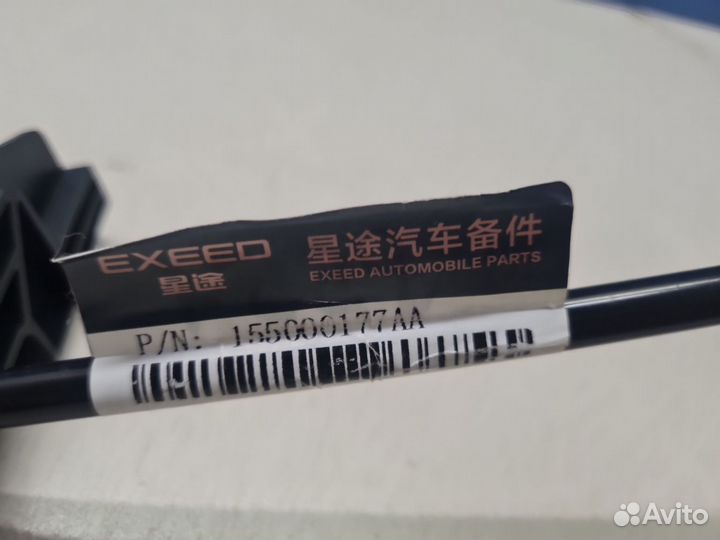 EXEED 星途汽车备件
星途 EXEED AUTOMOBILE PARTS
P/N: 155000177AA
Avito